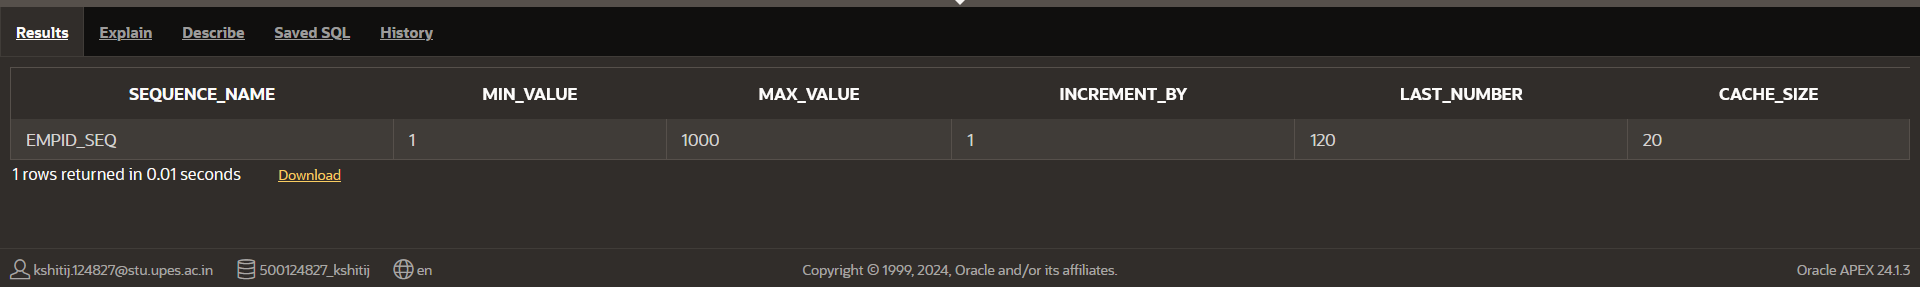 Results Explain Describe Saved SQL History
SEQUENCE_NAME MIN_VALUE MAX_VALUE INCREMENT_BY LAST_NUMBER CACHE_SIZE
EMPID_SEQ 1 1000 1 120 20
1 rows returned in 0.01 seconds Download
kshitij.124827@stu.upes.ac.in 500124827_kshitij en Copyright © 1999, 2024, Oracle and/or its affiliates. Oracle APEX 24.1.3